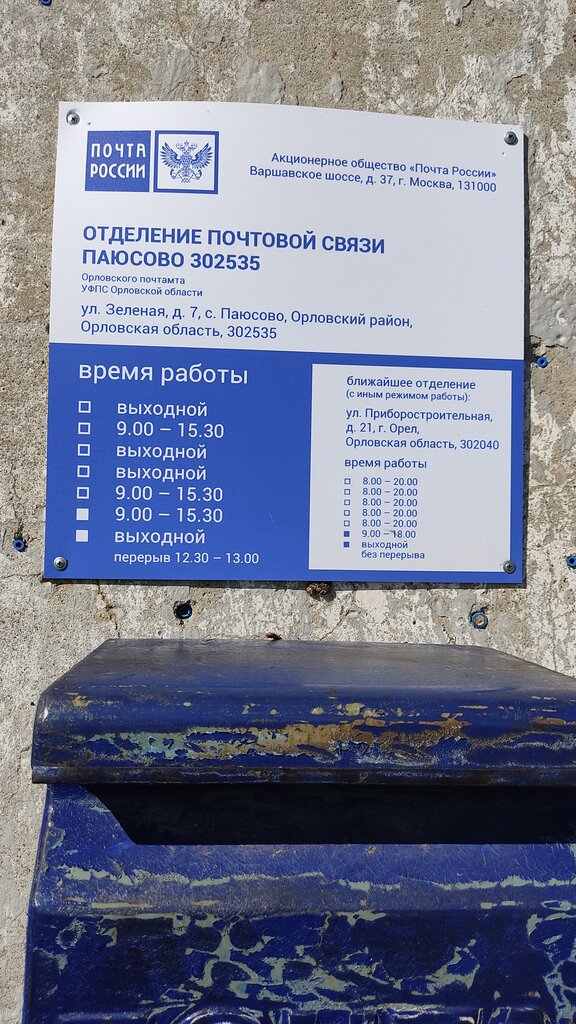 ПОЧТА
РОССИИ
Акционерное общество «Почта России»
Варшавское шоссе, д. 37, г. Москва, 131000
ОТДЕЛЕНИЕ ПОЧТОВОЙ СВЯЗИ
ПАЮСОВО 302535
Орловского почтамта
УФПС Орловской области
ул. Зеленая, д. 7, с. Паюсово, Орловский район,
Орловская область, 302535
время работы
выходной
9.00 – 15.30
выходной
выходной
9.00 – 15.30
9.00 – 15.30
выходной
перерыв 12.30 – 13.00
ближайшее отделение
(с иным режимом работы):
ул. Приборостроительная,
д. 21, г. Орел,
Орловская область, 302040
время работы
8.00 – 20.00
8.00 – 20.00
8.00 – 20.00
8.00 – 20.00
8.00 – 20.00
9.00 – 18.00
выходной
без перерыва